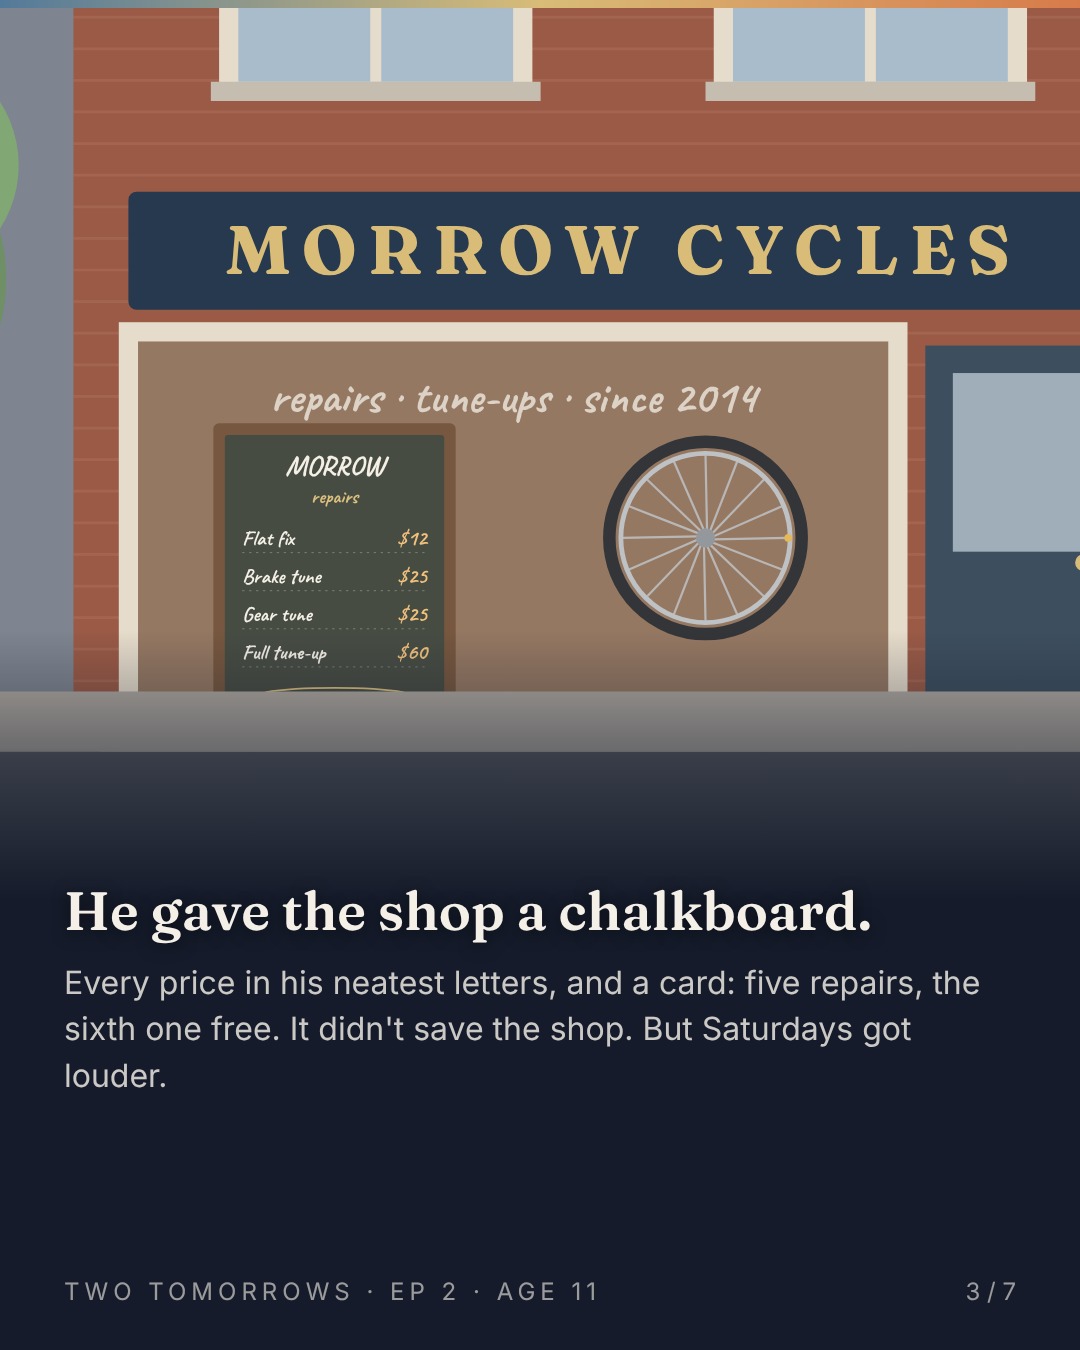 MORROW CYCLES
repairs · tune-ups · since 2014
MORROW
repairs
Flat fix $12
Brake tune $25
Gear tune $25
Full tune-up $60
He gave the shop a chalkboard.
Every price in his neatest letters, and a card: five repairs, the
sixth one free. It didn't save the shop. But Saturdays got
louder.
TWO TOMORROWS · EP 2 · AGE 11
3 / 7